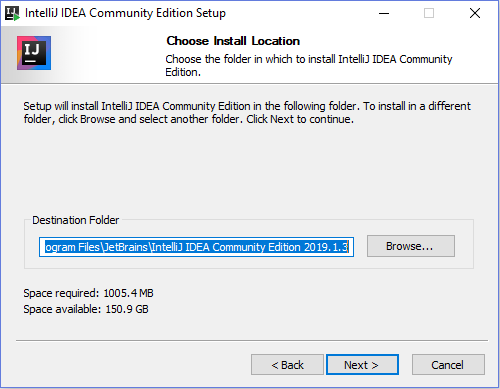 IntelliJ IDEA Community Edition Setup
IJ
Choose Install Location
Choose the folder in which to install IntelliJ IDEA Community
Edition.
Setup will install IntelliJ IDEA Community Edition in the following folder. To install in a different
folder, click Browse and select another folder. Click Next to continue.
Destination Folder
ogram Files\JetBrains\IntelliJ IDEA Community Edition 2019.1.3
Browse...
Space required: 1005.4 MB
Space available: 150.9 GB
< Back
Next >
Cancel